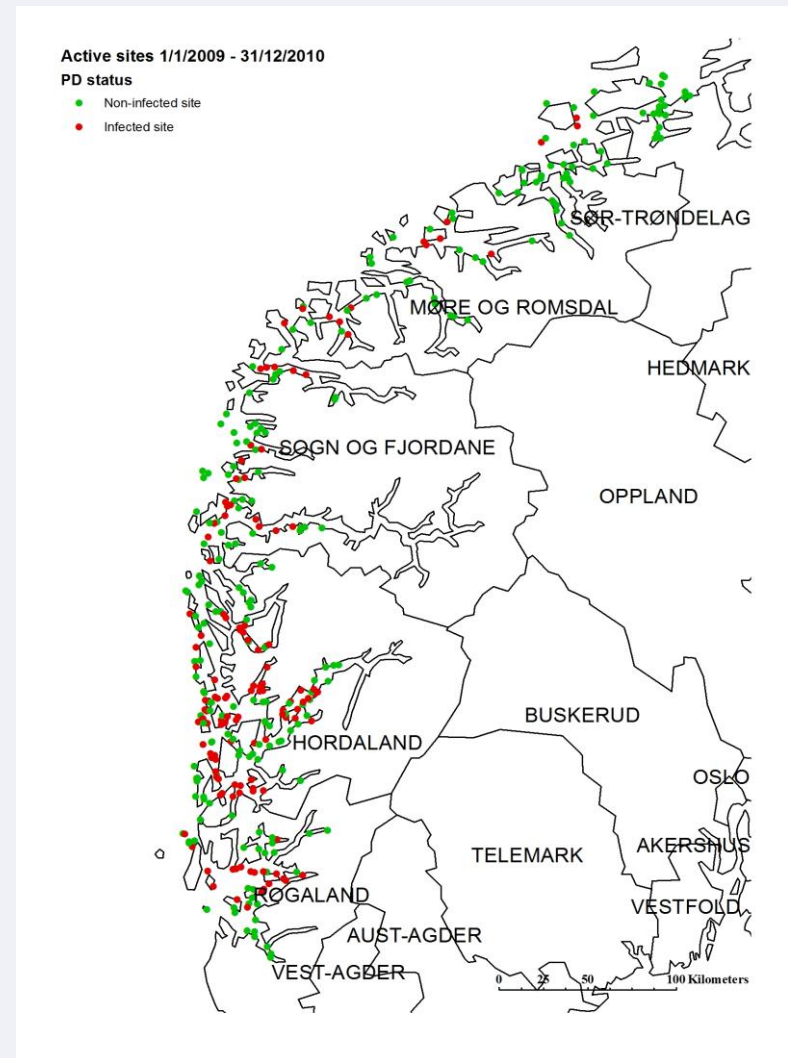 Active sites 1/1/2009 - 31/12/2010
PD status
Non-infected site
Infected site
SØR-TRØNDELAG
MØRE OG ROMSDAL
HEDMARK
SOGN OG FJORDANE
OPPLAND
BUSKERUD
HORDALAND
OSLO
AKERSHUS
TELEMARK
ROGALAND
VESTFOLD
AUST-AGDER
VEST-AGDER
0 25 50 100 Kilometers